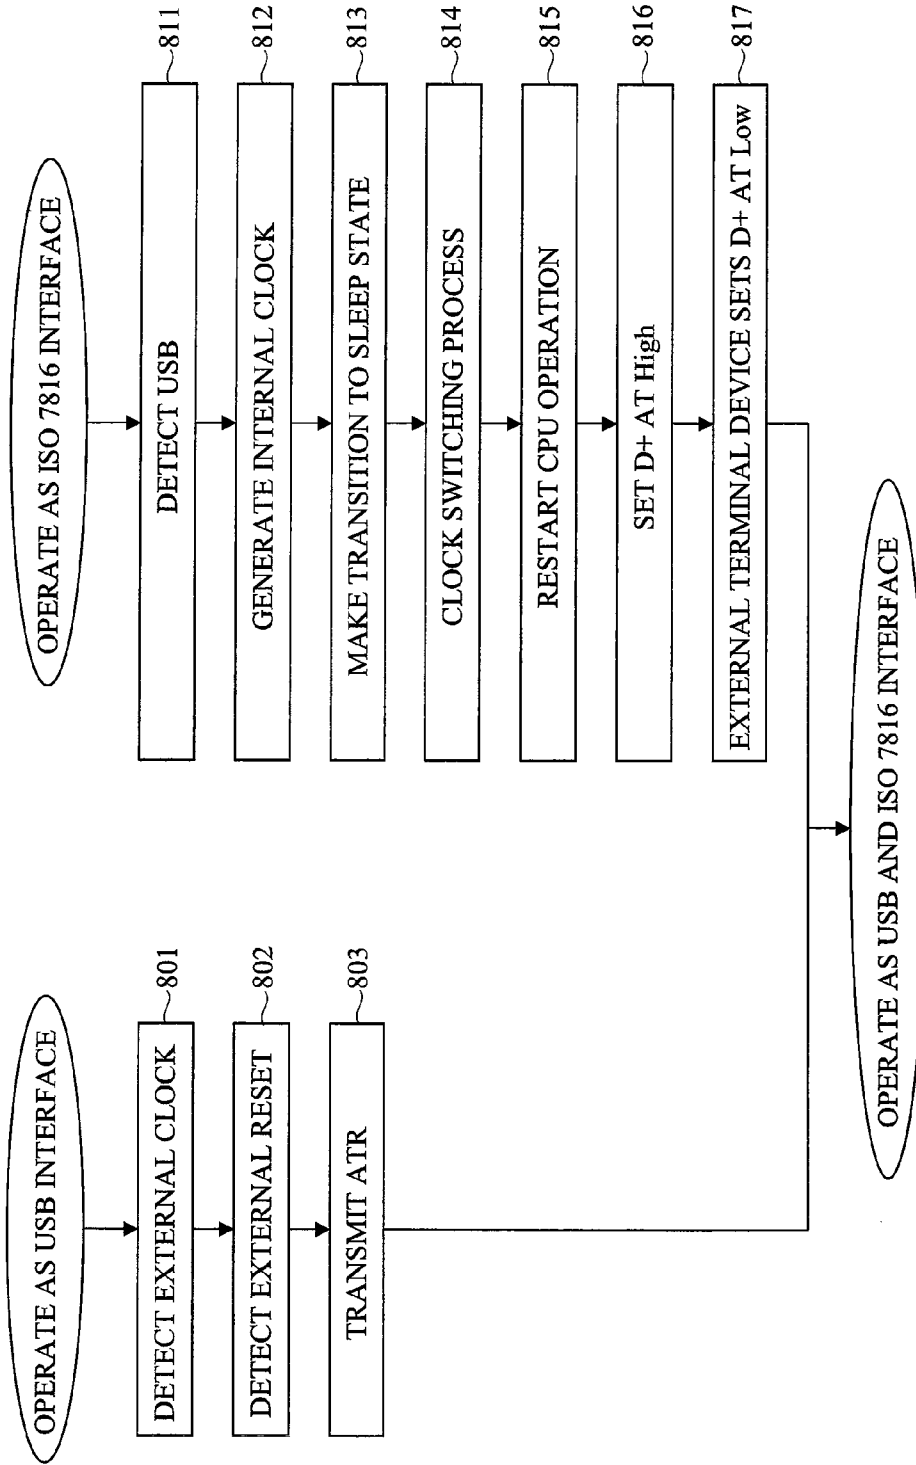 OPERATE AS USB INTERFACE
DETECT EXTERNAL CLOCK
801
DETECT EXTERNAL RESET
802
TRANSMIT ATR
803
OPERATE AS ISO 7816 INTERFACE
DETECT USB
811
GENERATE INTERNAL CLOCK
812
MAKE TRANSITION TO SLEEP STATE
813
CLOCK SWITCHING PROCESS
814
RESTART CPU OPERATION
815
SET D+ AT High
816
EXTERNAL TERMINAL DEVICE SETS D+ AT Low
817
OPERATE AS USB AND ISO 7816 INTERFACE